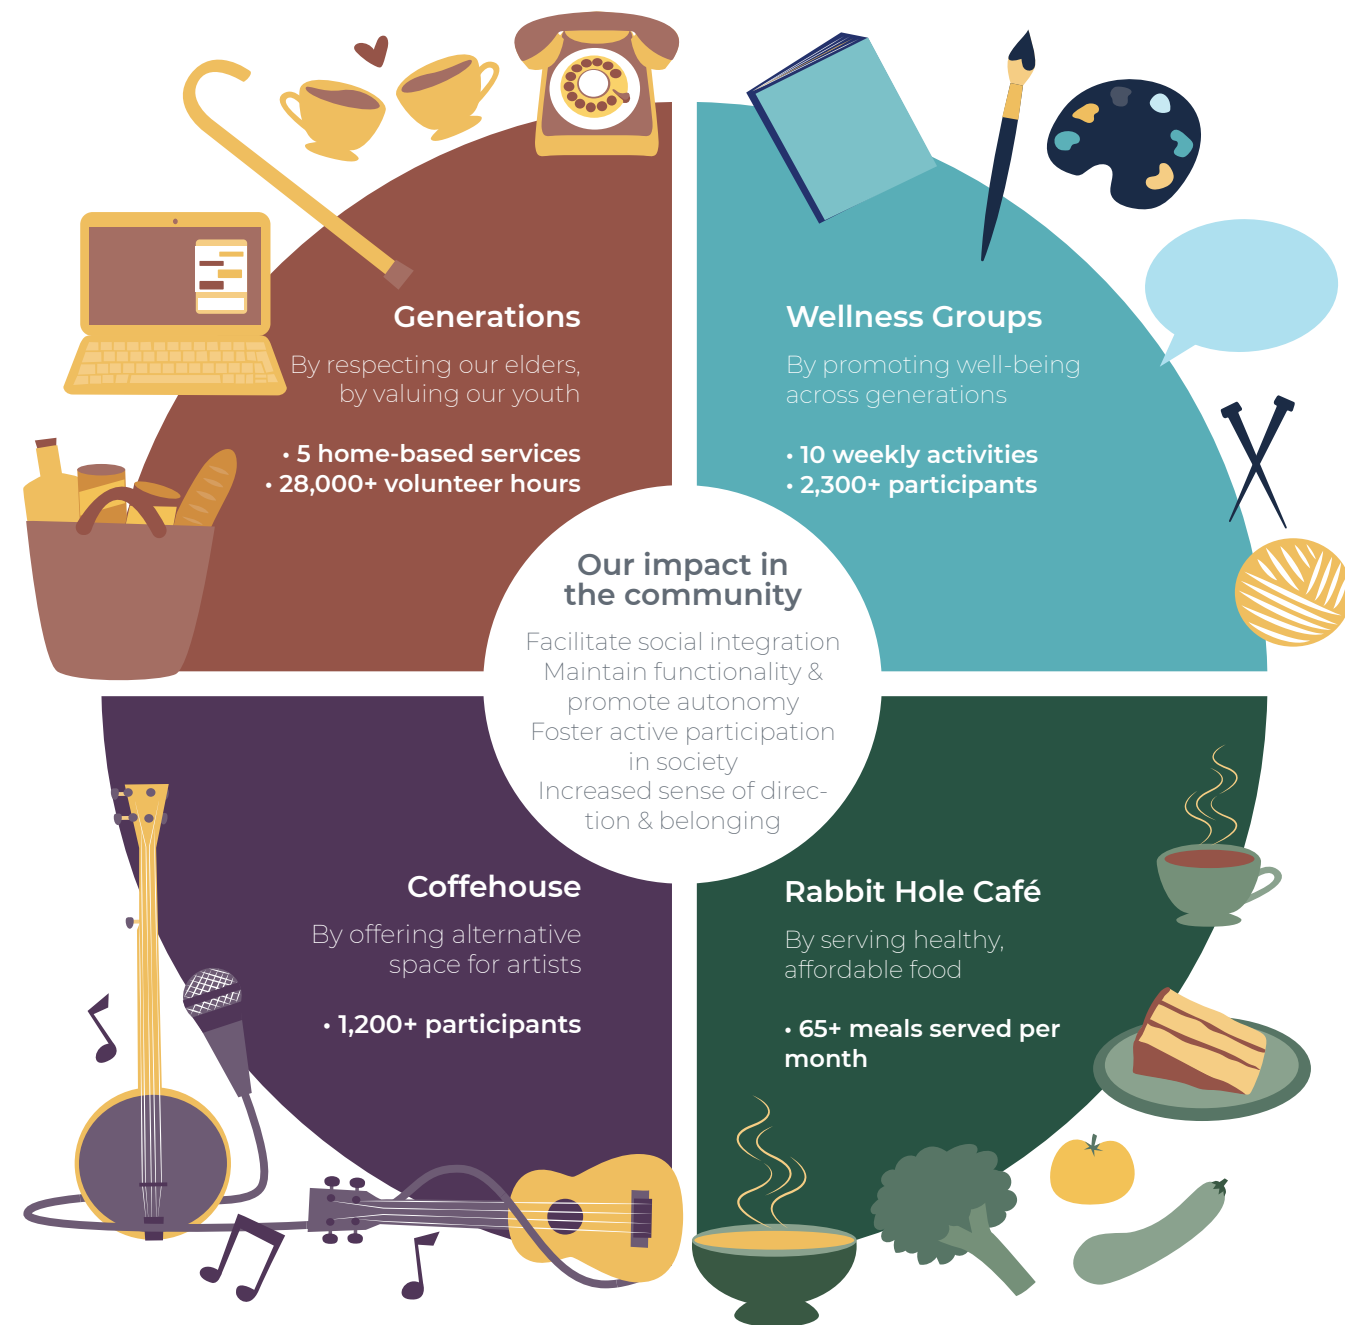 Generations
By respecting our elders,
by valuing our youth
• 5 home-based services
• 28,000+ volunteer hours
Wellness Groups
By promoting well-being
across generations
• 10 weekly activities
• 2,300+ participants
Our impact in
the community
Facilitate social integration
Maintain functionality &
promote autonomy
Foster active participation
in society
Increased sense of direc-
tion & belonging
Coffehouse
By offering alternative
space for artists
• 1,200+ participants
Rabbit Hole Café
By serving healthy,
affordable food
• 65+ meals served per
month